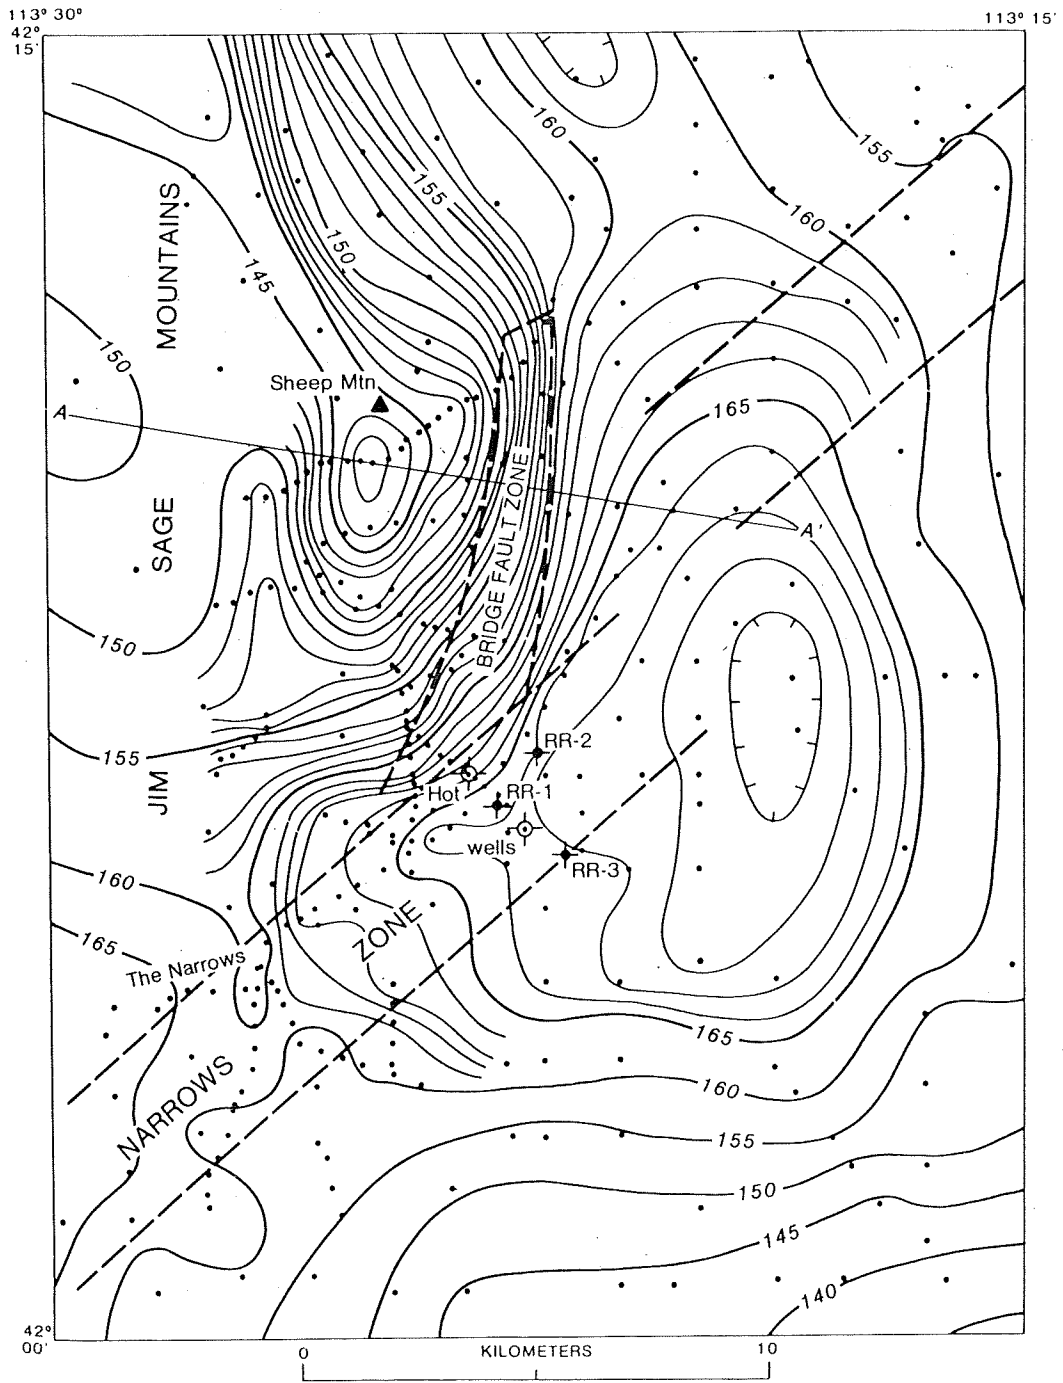 113° 30'
113° 15'
42°
15'
160
155
155
160
150
145
MOUNTAINS
150
Sheep Mtn
165
A
A'
SAGE
BRIDGE FAULT ZONE
150
RR-2
155
Hot
RR-1
JIM
wells
RR-3
160
ZONE
165
The Narrows
165
160
NARROWS
155
150
145
140
42°
00'
0
KILOMETERS
10